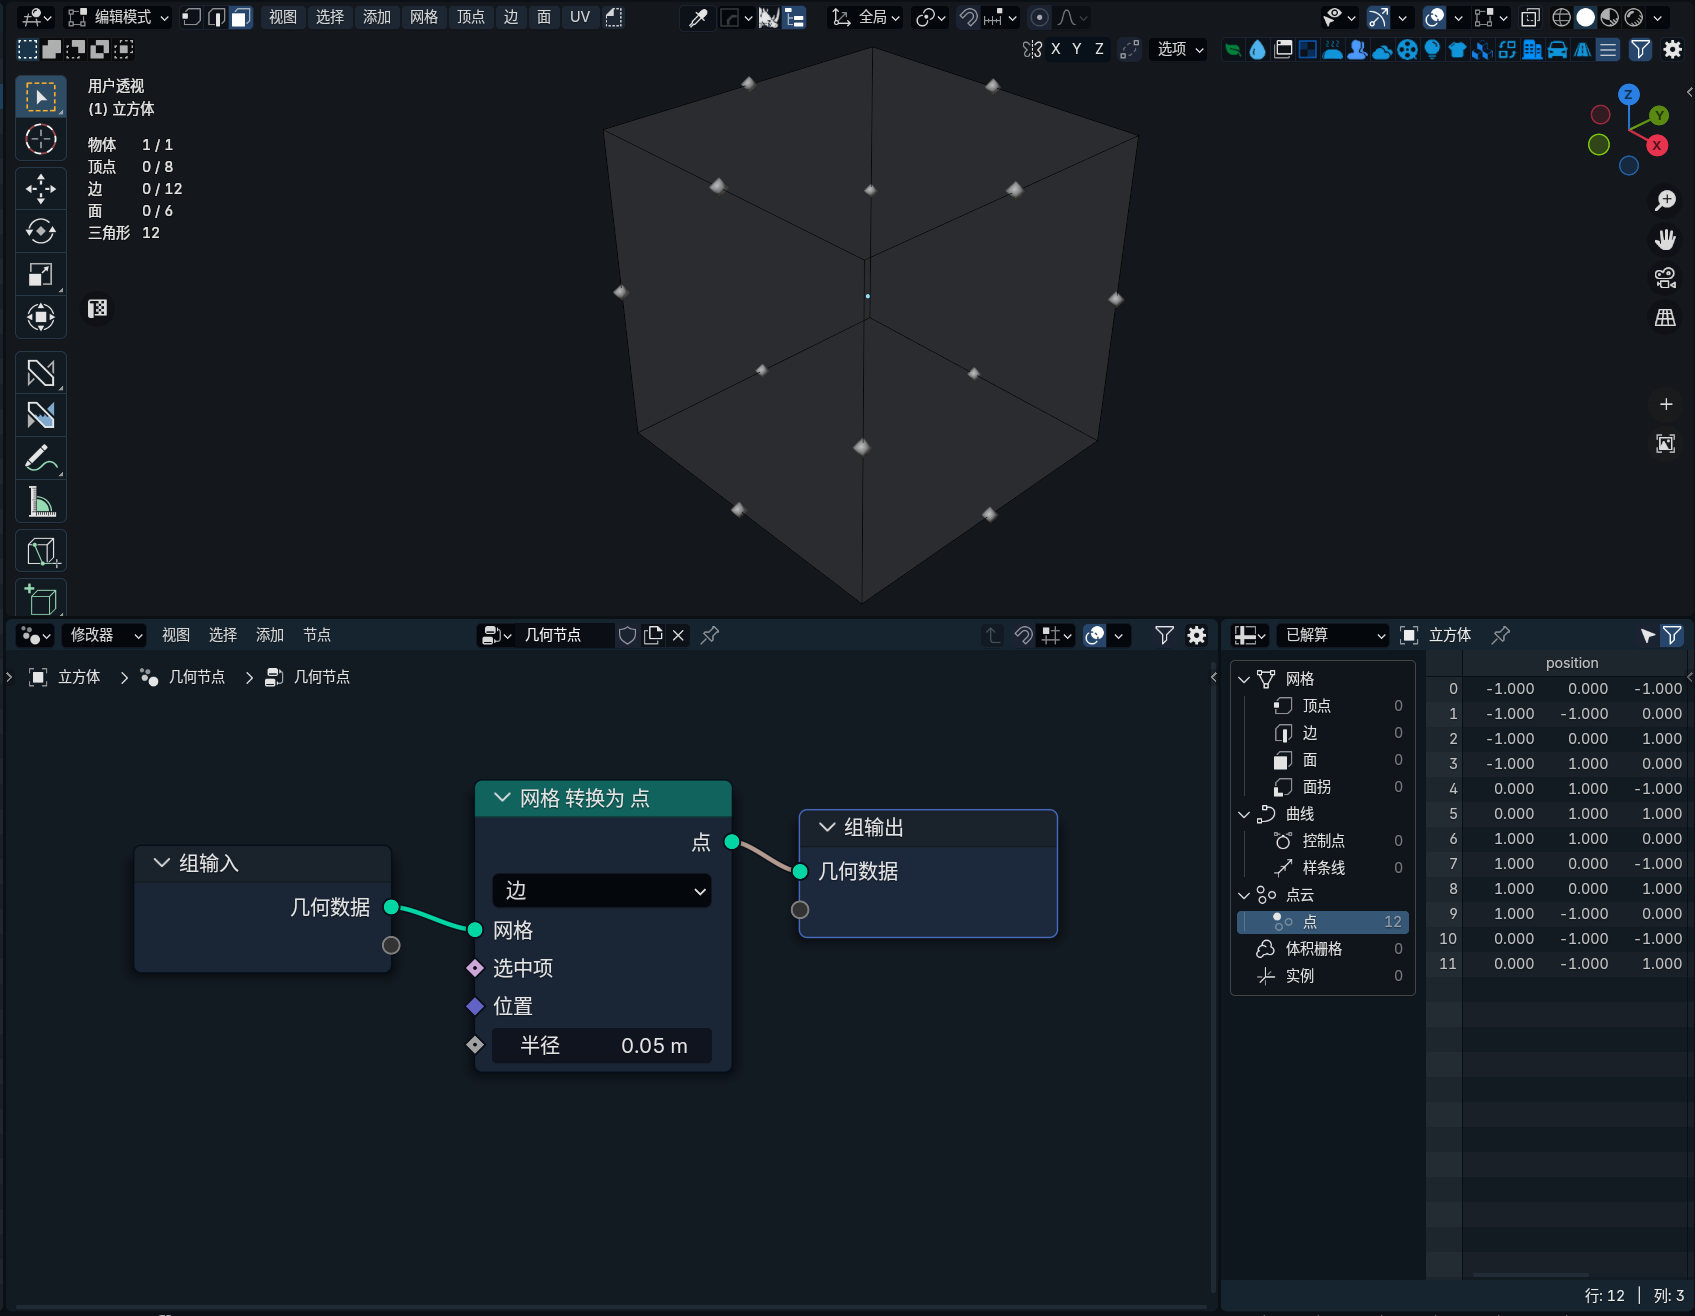 编辑模式 视图 选择 添加 网格 顶点 边 面 UV 全局
X Y Z 选项
用户透视
(1) 立方体
物体 1 / 1
顶点 0 / 8
边 0 / 12
面 0 / 6
三角形 12
Z
Y
X
修改器 视图 选择 添加 节点 几何节点
立方体 几何节点 几何节点
组输入
几何数据
网格 转换为 点
点
边
网格
选中项
位置
半径 0.05 m
组输出
几何数据
已解算 立方体
网格
顶点 0
边 0
面 0
面拐 0
曲线
控制点 0
样条线 0
点云
点 12
体积栅格 0
实例 0
position
0 -1.000 0.000 -1.000
1 -1.000 -1.000 0.000
2 -1.000 0.000 1.000
3 -1.000 1.000 0.000
4 0.000 1.000 -1.000
5 0.000 1.000 1.000
6 1.000 1.000 0.000
7 1.000 0.000 -1.000
8 1.000 0.000 1.000
9 1.000 -1.000 0.000
10 0.000 -1.000 -1.000
11 0.000 -1.000 1.000
行: 12 | 列: 3